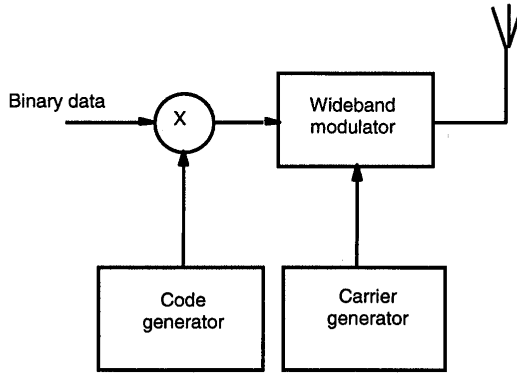 Binary data
X
Wideband
modulator
Code
generator
Carrier
generator